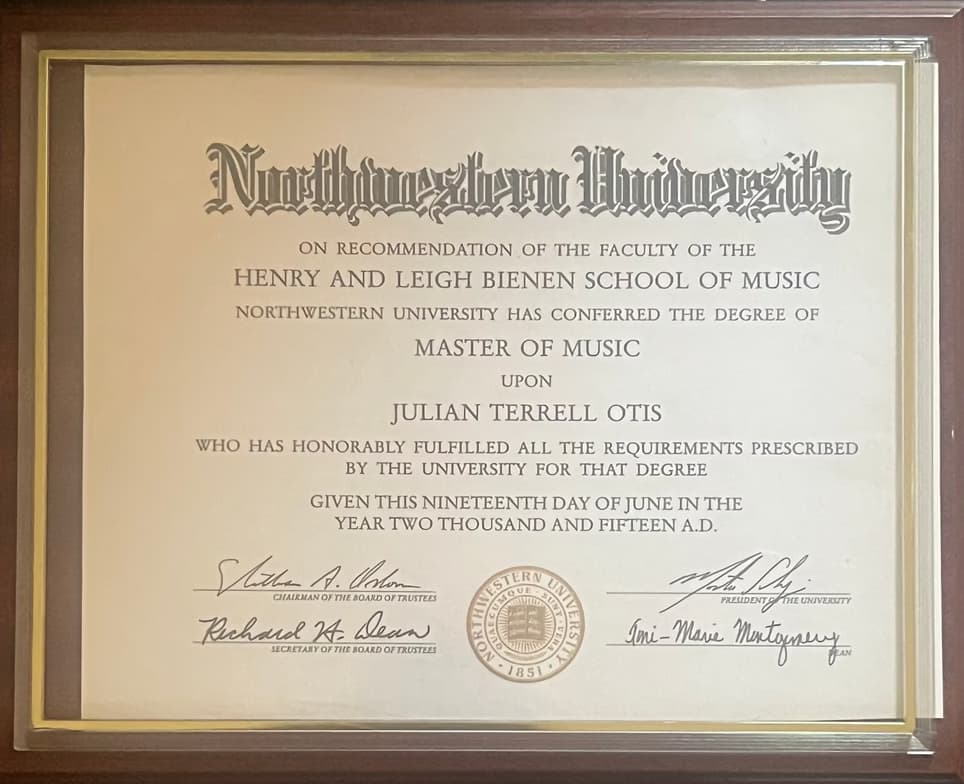 Northwestern University
ON RECOMMENDATION OF THE FACULTY OF THE
HENRY AND LEIGH BIENEN SCHOOL OF MUSIC
NORTHWESTERN UNIVERSITY HAS CONFERRED THE DEGREE OF
MASTER OF MUSIC
UPON
JULIAN TERRELL OTIS
WHO HAS HONORABLY FULFILLED ALL THE REQUIREMENTS PRESCRIBED
BY THE UNIVERSITY FOR THAT DEGREE
GIVEN THIS NINETEENTH DAY OF JUNE IN THE
YEAR TWO THOUSAND AND FIFTEEN A.D.
CHAIRMAN OF THE BOARD OF TRUSTEES
PRESIDENT OF THE UNIVERSITY
Richard H. Dean
SECRETARY OF THE BOARD OF TRUSTEES
Toni-Marie Montgomery
DEAN
NORTHWESTERN UNIVERSITY
QUAECUMQUE · SUNT · VERA
· 1851 ·